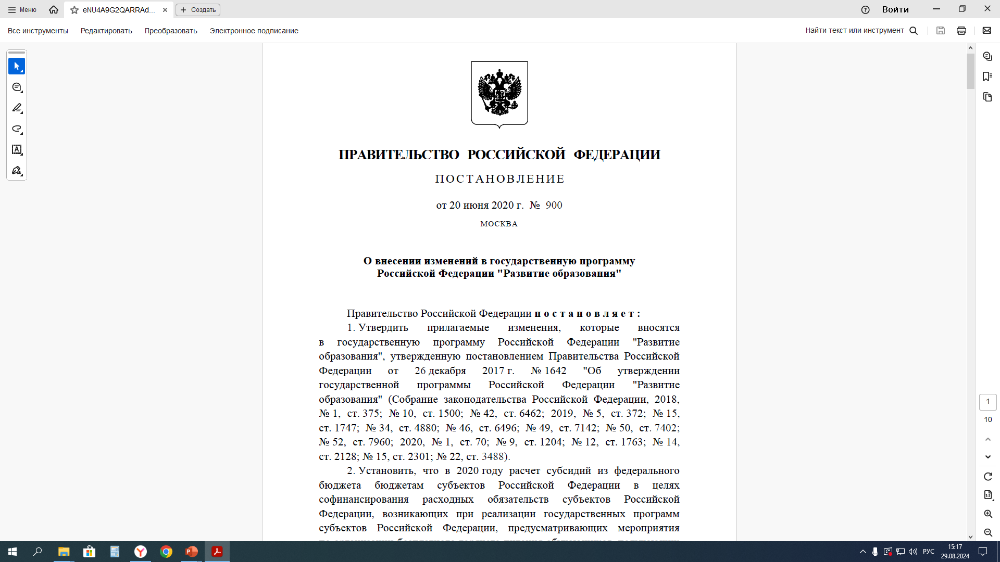 Меню
eNU4A9G2QARRAd...
Создать
Войти
Все инструменты
Редактировать
Преобразовать
Электронное подписание
Найти текст или инструмент
ПРАВИТЕЛЬСТВО РОССИЙСКОЙ ФЕДЕРАЦИИ
ПОСТАНОВЛЕНИЕ
от 20 июня 2020 г. № 900
МОСКВА
О внесении изменений в государственную программу
Российской Федерации "Развитие образования"
Правительство Российской Федерации постановляет:
1. Утвердить прилагаемые изменения, которые вносятся
в государственную программу Российской Федерации "Развитие
образования", утвержденную постановлением Правительства Российской
Федерации от 26 декабря 2017 г. № 1642 "Об утверждении
государственной программы Российской Федерации "Развитие
образования" (Собрание законодательства Российской Федерации, 2018,
№ 1, ст. 375; № 10, ст. 1500; № 42, ст. 6462; 2019, № 5, ст. 372; № 15,
ст. 1747; № 34, ст. 4880; № 46, ст. 6496; № 49, ст. 7142; № 50, ст. 7402;
№ 52, ст. 7960; 2020, № 1, ст. 70; № 9, ст. 1204; № 12, ст. 1763; № 14,
ст. 2128; № 15, ст. 2301; № 22, ст. 3488).
2. Установить, что в 2020 году расчет субсидий из федерального
бюджета бюджетам субъектов Российской Федерации в целях
софинансирования расходных обязательств субъектов Российской
Федерации, возникающих при реализации государственных программ
субъектов Российской Федерации, предусматривающих мероприятия
1
10
РУС
15:17
29.08.2024